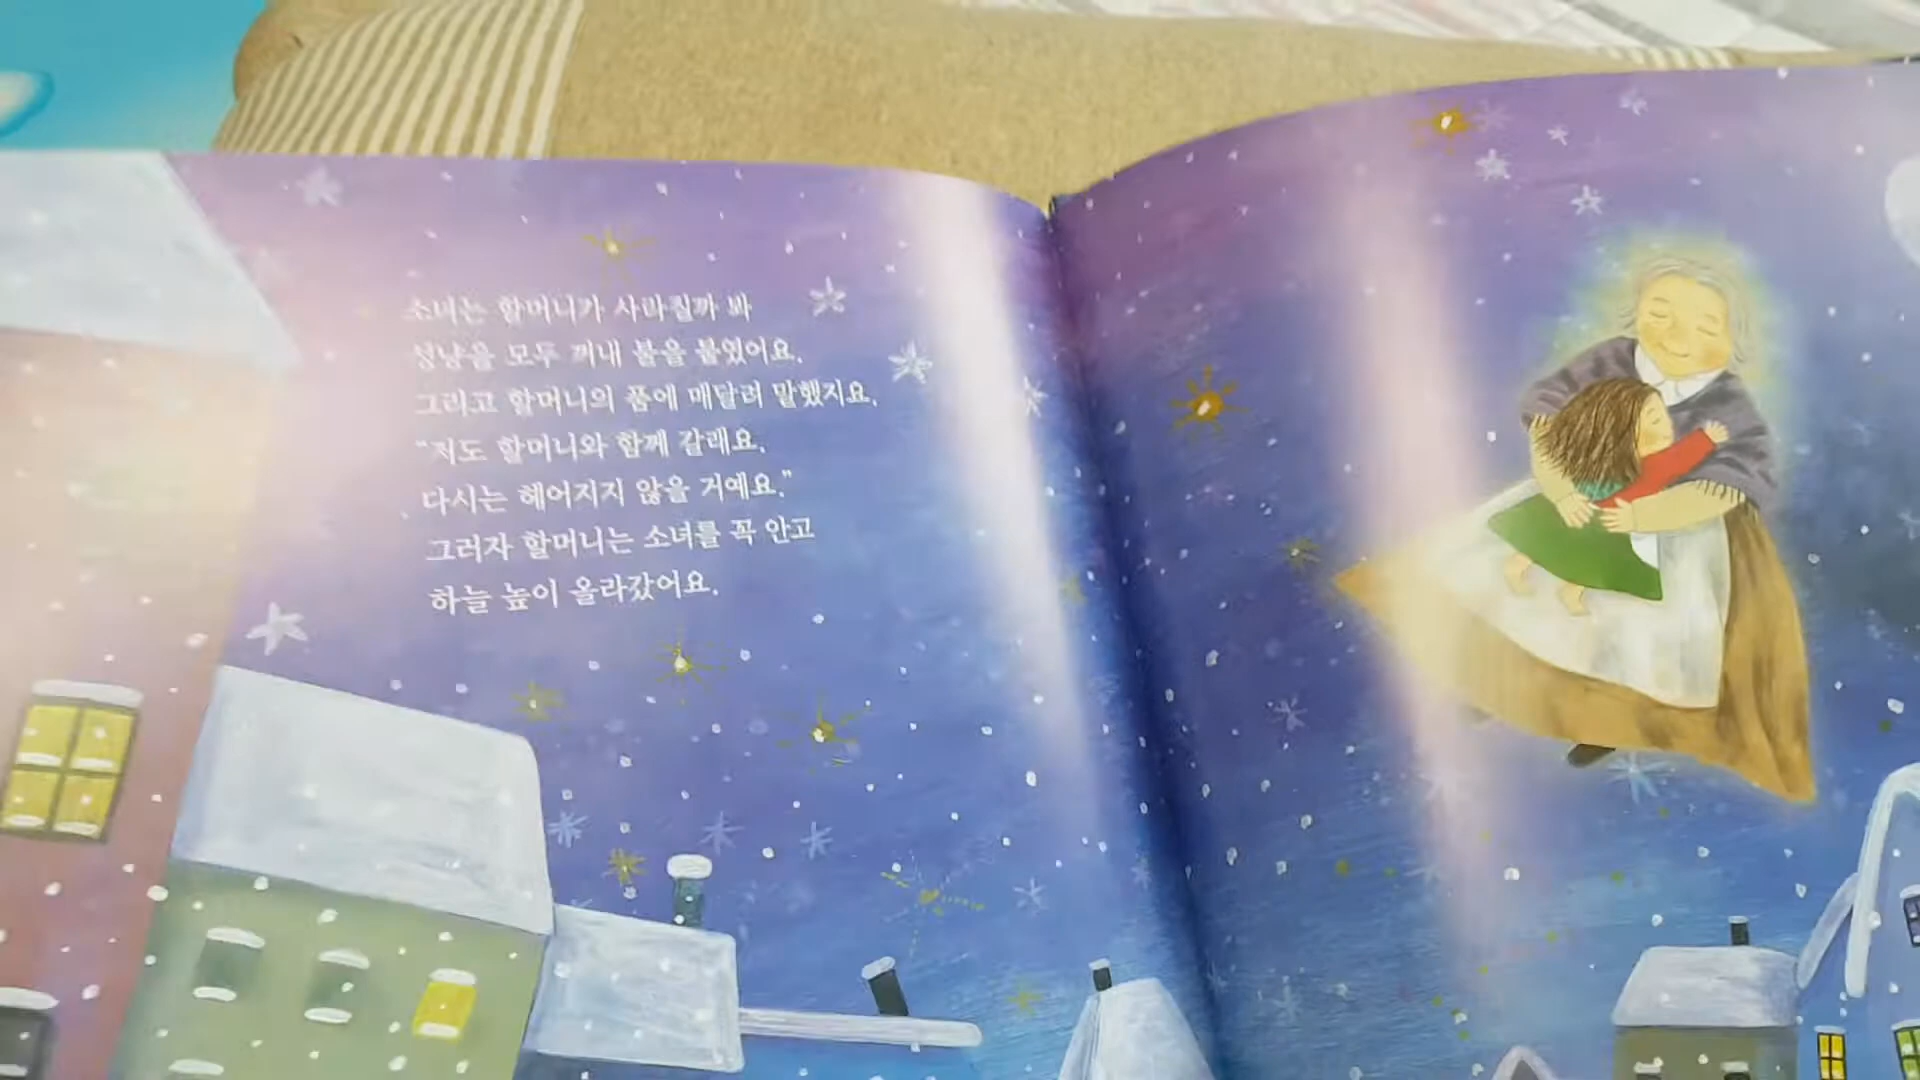 소녀는 할머니가 사라질까 봐
성냥을 모두 꺼내 불을 붙였어요.
그리고 할머니의 품에 매달려 말했지요.
“저도 할머니와 함께 갈래요.
다시는 헤어지지 않을 거예요.”
그러자 할머니는 소녀를 꼭 안고
하늘 높이 올라갔어요.